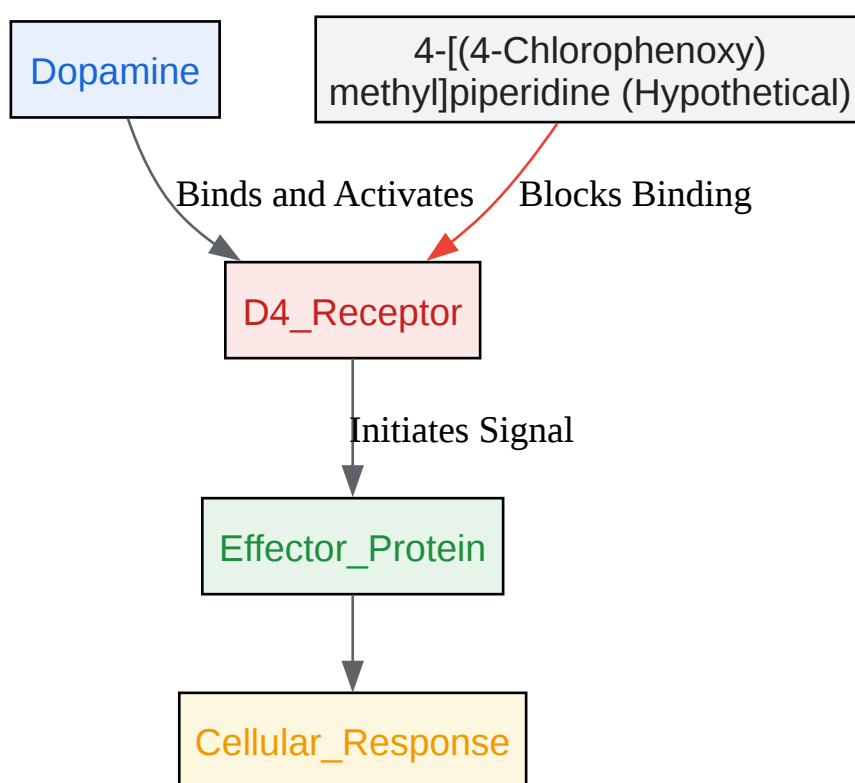 Dopamine
4-[(4-Chlorophenoxy)
methyl]piperidine (Hypothetical)
Binds and Activates
Blocks Binding
D4_Receptor
Initiates Signal
Effector_Protein
Cellular_Response